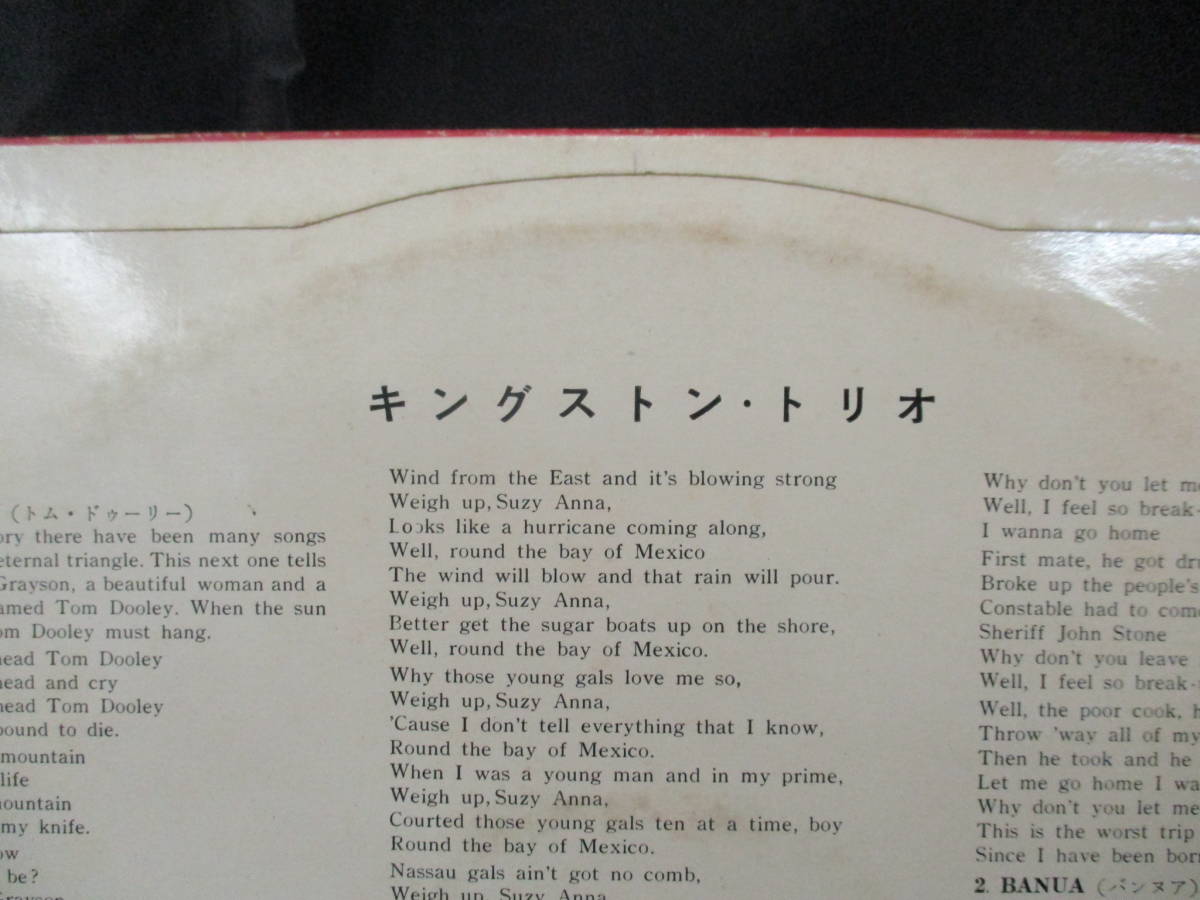 キングストン・トリオ
(トム・ドゥーリー)
ory there have been many songs
eternal triangle. This next one tells
Grayson, a beautiful woman and a
amed Tom Dooley. When the sun
om Dooley must hang.
head Tom Dooley
head and cry
head Tom Dooley
bound to die.
mountain
life
mountain
my knife.
ow
be?
Grayson
Wind from the East and it's blowing strong
Weigh up, Suzy Anna,
Looks like a hurricane coming along,
Well, round the bay of Mexico
The wind will blow and that rain will pour.
Weigh up, Suzy Anna,
Better get the sugar boats up on the shore,
Well, round the bay of Mexico.
Why those young gals love me so,
Weigh up, Suzy Anna,
'Cause I don't tell everything that I know,
Round the bay of Mexico.
When I was a young man and in my prime,
Weigh up, Suzy Anna,
Courted those young gals ten at a time, boy
Round the bay of Mexico.
Nassau gals ain't got no comb,
Weigh up, Suzy Anna
Why don't you let me
Well, I feel so break-
I wanna go home
First mate, he got dru
Broke up the people's
Constable had to come
Sheriff John Stone
Why don't you leave
Well, I feel so break-
Well, the poor cook, h
Throw 'way all of my
Then he took and he
Let me go home I wa
Why don't you let me
This is the worst trip
Since I have been born
2. BANUA (バンヌア)